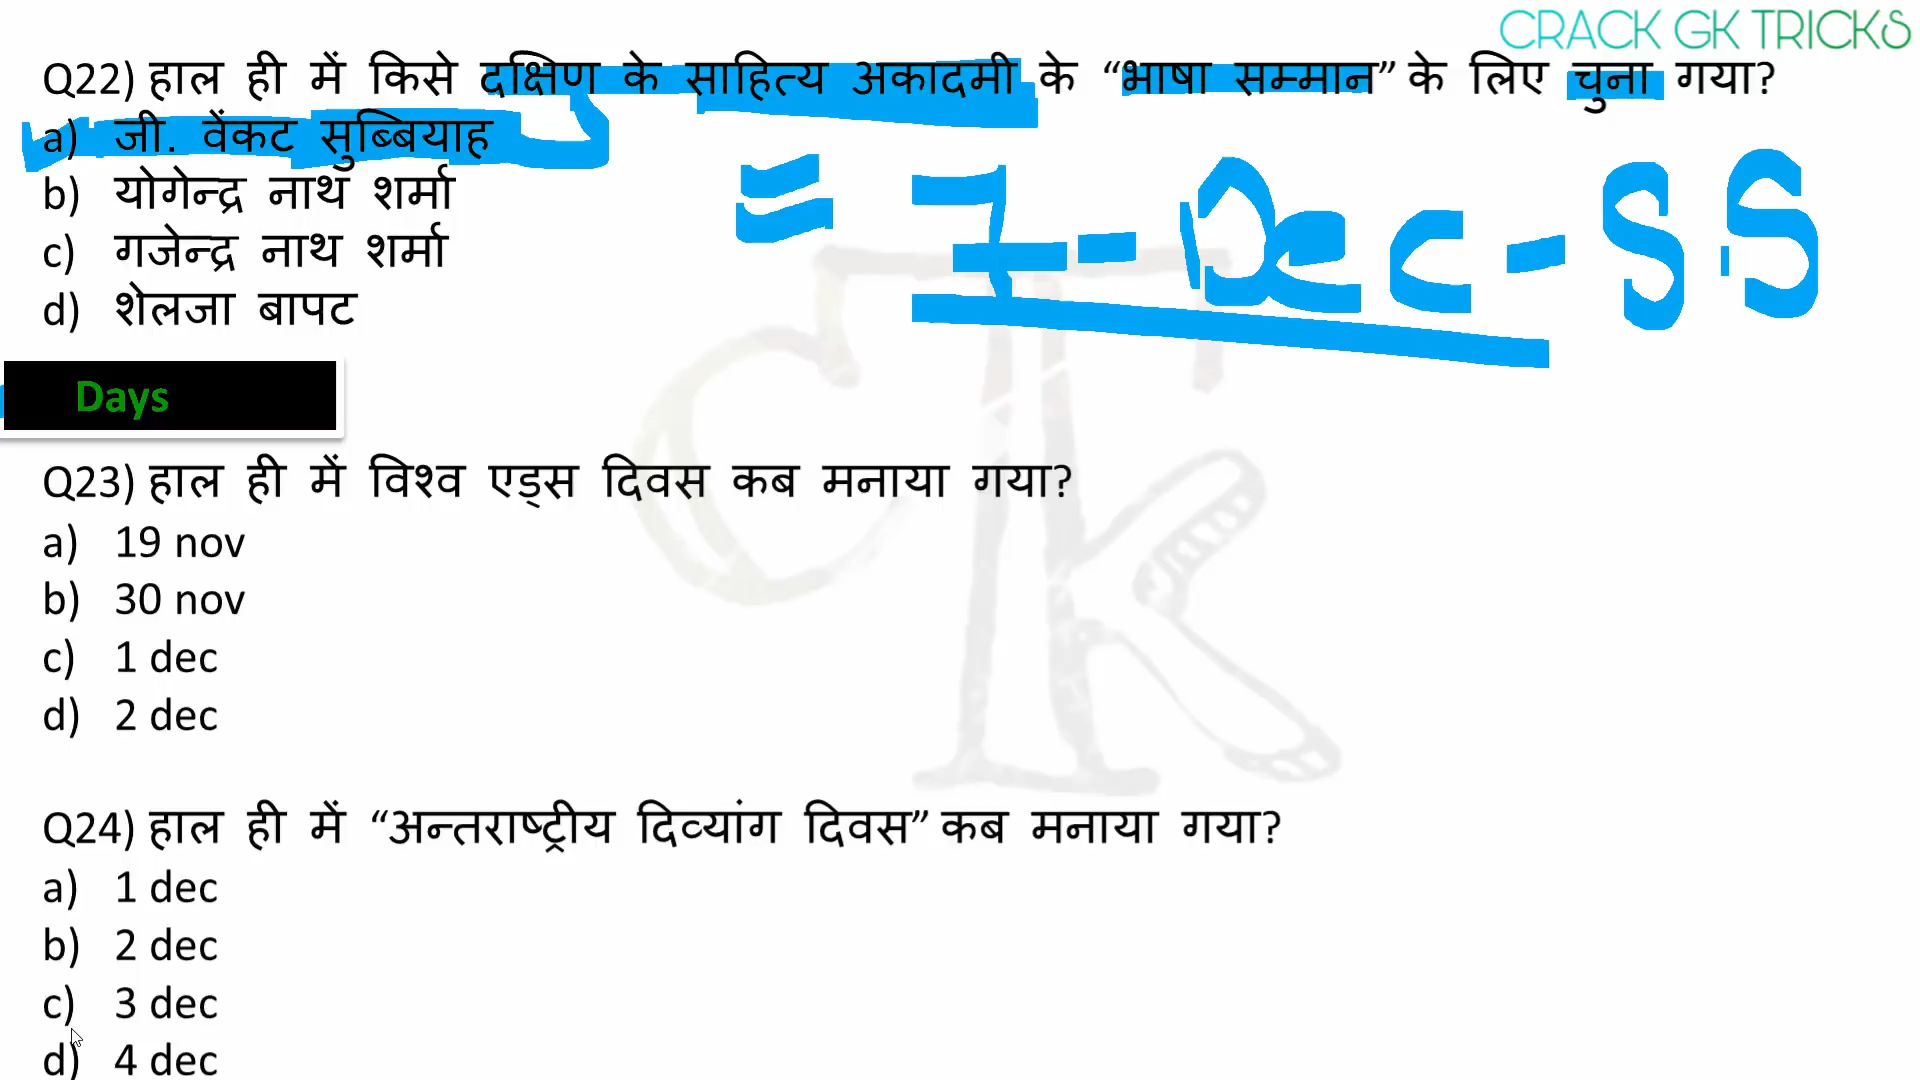 CRACK GK TRICKS
Q22) हाल ही में किसे दक्षिण के साहित्य अकादमी के “भाषा सम्मान” के लिए चुना गया?
a) जी. वेंकट सुब्बियाह
b) योगेन्द्र नाथ शर्मा
c) गजेन्द्र नाथ शर्मा
d) शेलजा बापट
= 7-Dec-S.S
Days
Q23) हाल ही में विश्व एड्स दिवस कब मनाया गया?
a) 19 nov
b) 30 nov
c) 1 dec
d) 2 dec
Q24) हाल ही में “अन्तराष्ट्रीय दिव्यांग दिवस” कब मनाया गया?
a) 1 dec
b) 2 dec
c) 3 dec
d) 4 dec